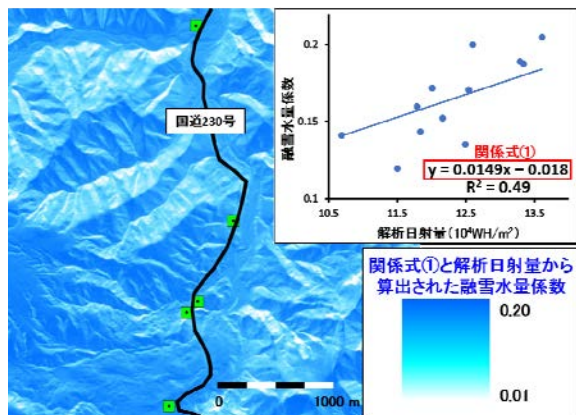 国道230号
融雪水量係数
0.2
0.15
0.1
関係式①
y = 0.0149x − 0.018
R² = 0.49
10.5 11.5 12.5 13.5
解析日射量(10⁴WH/m²)
関係式①と解析日射量から
算出された融雪水量係数
0.20
0.01
0 1000 m